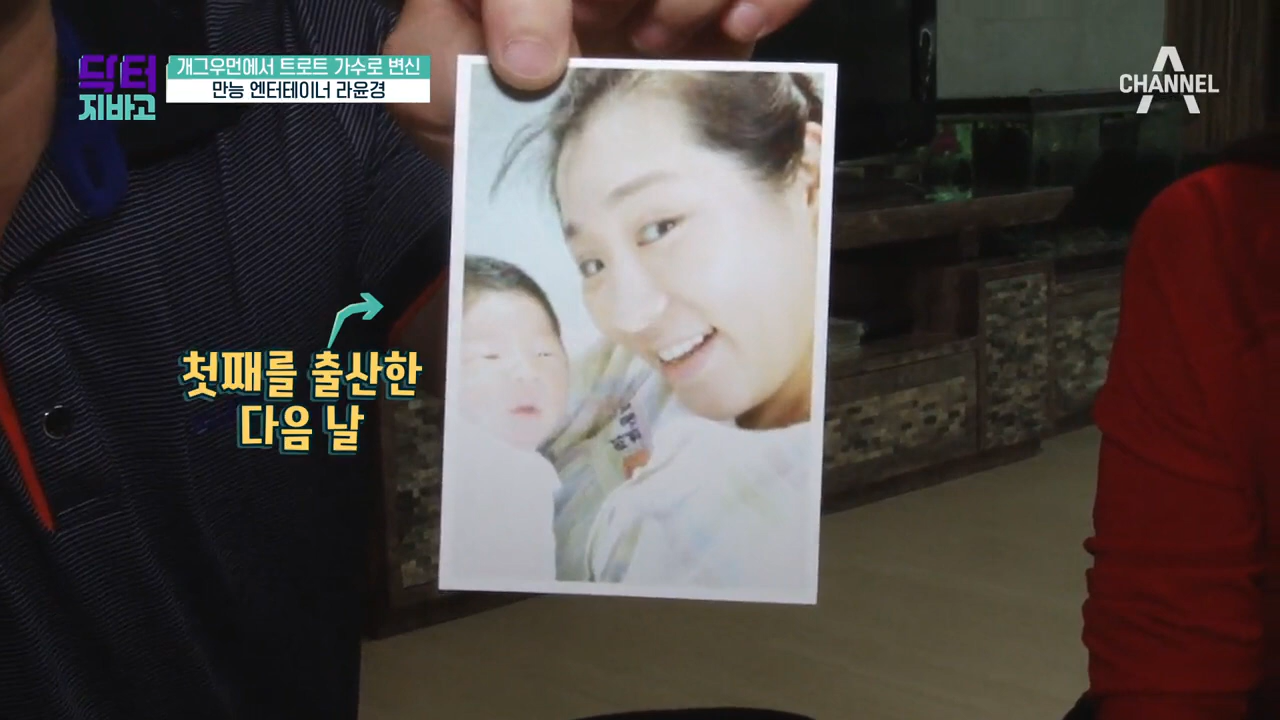 닥터
지바고
개그우먼에서 트로트 가수로 변신
만능 엔터테이너 라윤경
CHANNEL A
첫째를 출산한
다음 날